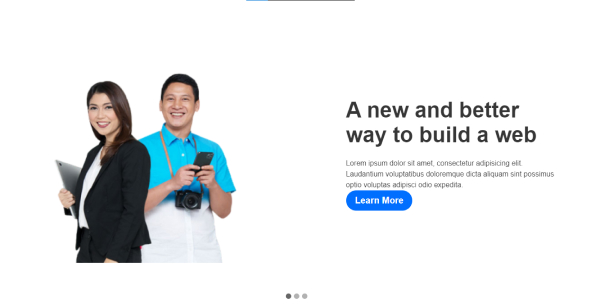 A new and better
way to build a web
Lorem ipsum dolor sit amet, consectetur adipisicing elit.
Laudantium voluptatibus doloremque dicta aliquam sint possimus
optio voluptas adipisci odio expedita.
Learn More